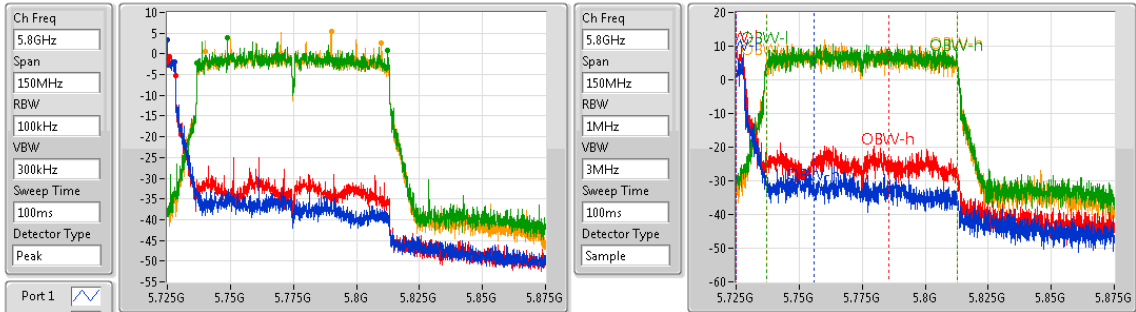 Ch Freq
5.8GHz
Span
150MHz
RBW
100kHz
VBW
300kHz
Sweep Time
100ms
Detector Type
Peak
Port 1
10
5
0
-5
-10
-15
-20
-25
-30
-35
-40
-45
-50
-55
5.725G 5.75G 5.775G 5.8G 5.825G 5.85G 5.875G
Ch Freq
5.8GHz
Span
150MHz
RBW
1MHz
VBW
3MHz
Sweep Time
100ms
Detector Type
Sample
20
10
0
-10
-20
-30
-40
-50
-60
OBW-l
OBW-h
OBW-h
5.725G 5.75G 5.775G 5.8G 5.825G 5.85G 5.875G